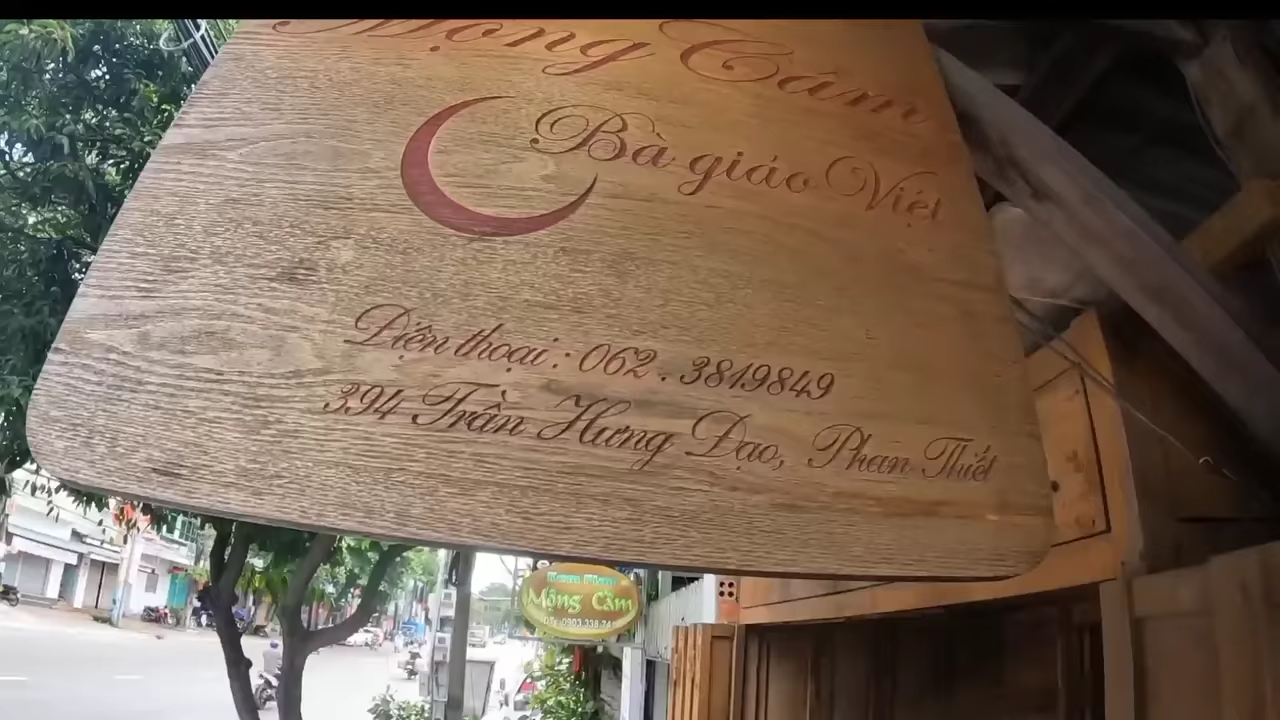 Mộng Cầm
Bà giáo Việt
Điện thoại : 062 . 3819849
394 Trần Hưng Đạo, Phan Thiết
Mộng Cầm